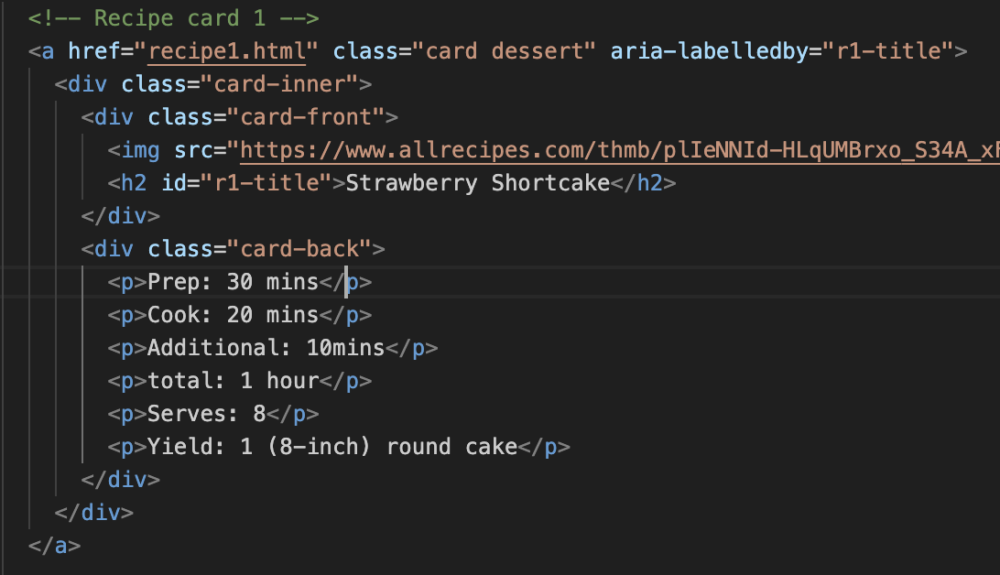 <!-- Recipe card 1 -->
<a href="recipe1.html" class="card dessert" aria-labelledby="r1-title">
<div class="card-inner">
<div class="card-front">
<img src="https://www.allrecipes.com/thmb/plIeNNId-HLqUMBrxo_S34A_xF
<h2 id="r1-title">Strawberry Shortcake</h2>
</div>
<div class="card-back">
<p>Prep: 30 mins</p>
<p>Cook: 20 mins</p>
<p>Additional: 10mins</p>
<p>total: 1 hour</p>
<p>Serves: 8</p>
<p>Yield: 1 (8-inch) round cake</p>
</div>
</div>
</a>